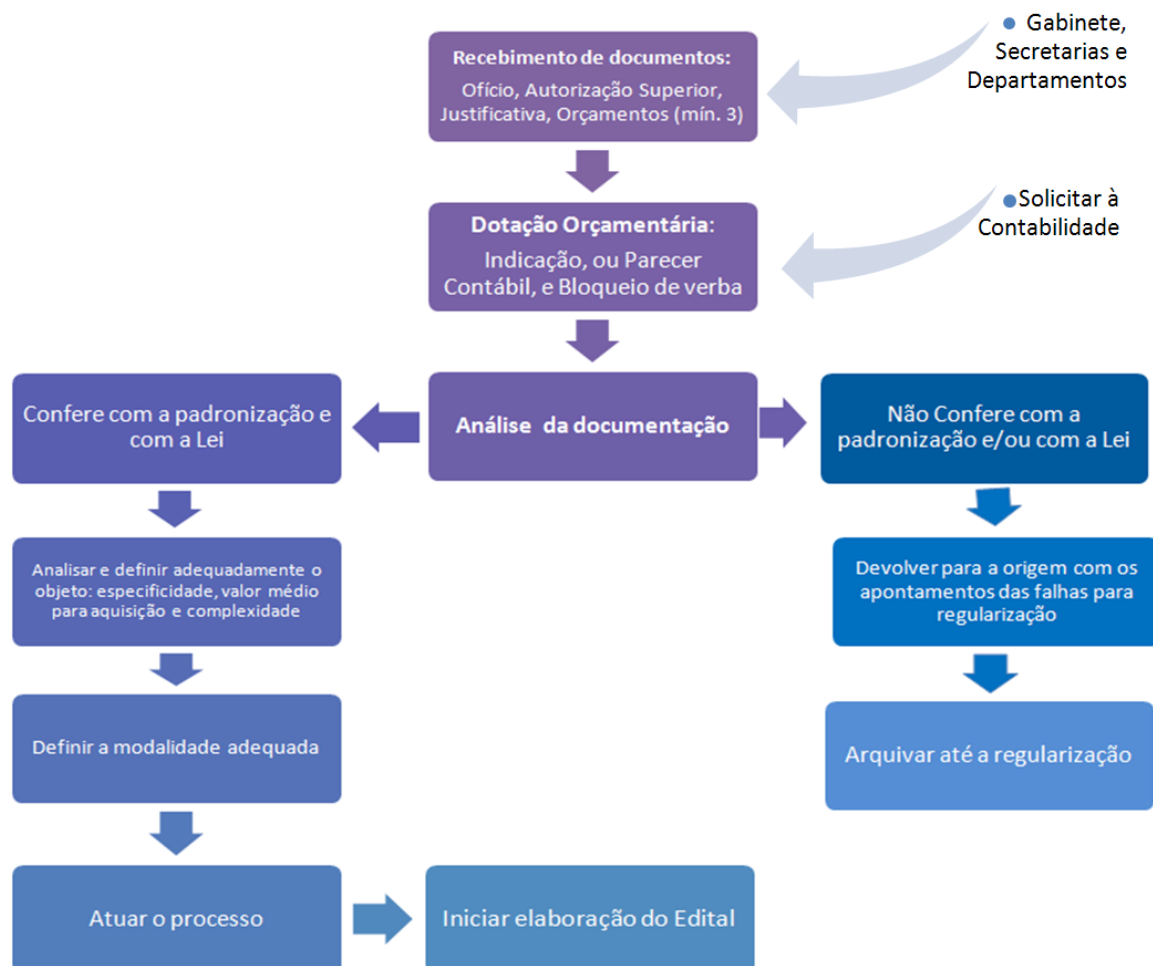 Recebimento de documentos:
Ofício, Autorização Superior,
Justificativa, Orçamentos (mín. 3)
Gabinete,
Secretarias e
Departamentos
Dotação Orçamentária:
Indicação, ou Parecer
Contábil, e Bloqueio de verba
Solicitar à
Contabilidade
Confere com a padronização e
com a Lei
Análise da documentação
Não Confere com a
padronização e/ou com a Lei
Analisar e definir adequadamente o
objeto: especificidade, valor médio
para aquisição e complexidade
Devolver para a origem com os
apontamentos das falhas para
regularização
Definir a modalidade adequada
Arquivar até a regularização
Atuar o processo
Iniciar elaboração do Edital